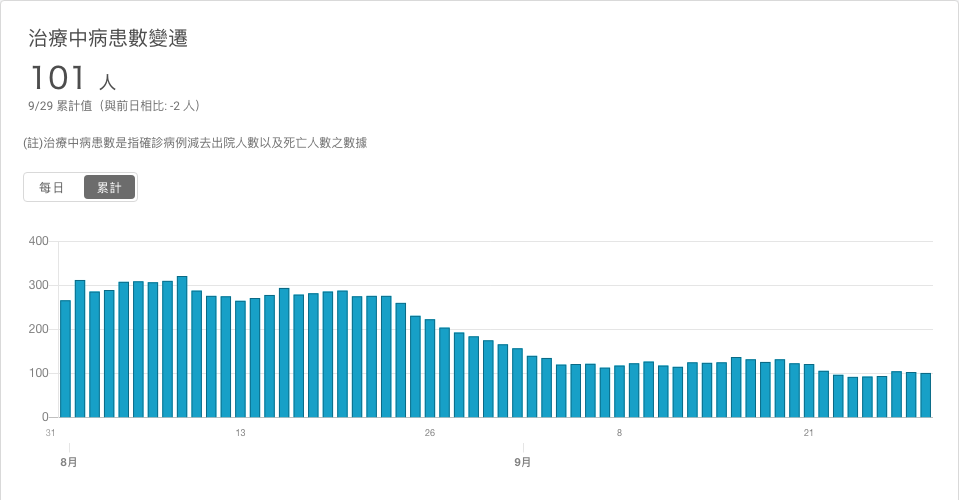 治療中病患數變遷
101 人
9/29 累計值（與前日相比: -2 人）
(註)治療中病患數是指確診病例減去出院人數以及死亡人數之數據
每日 累計
400
300
200
100
0
31 13 26 8 21
8月 9月